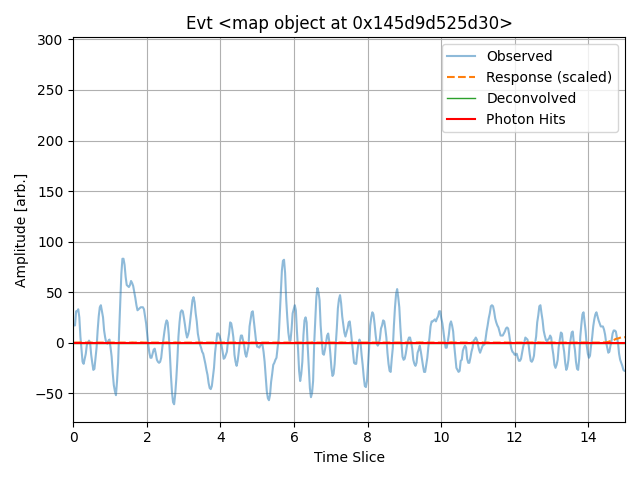 Evt <map object at 0x145d9d525d30>
300
250
200
150
100
50
0
−50
Amplitude [arb.]
Observed
Response (scaled)
Deconvolved
Photon Hits
0 2 4 6 8 10 12 14
Time Slice